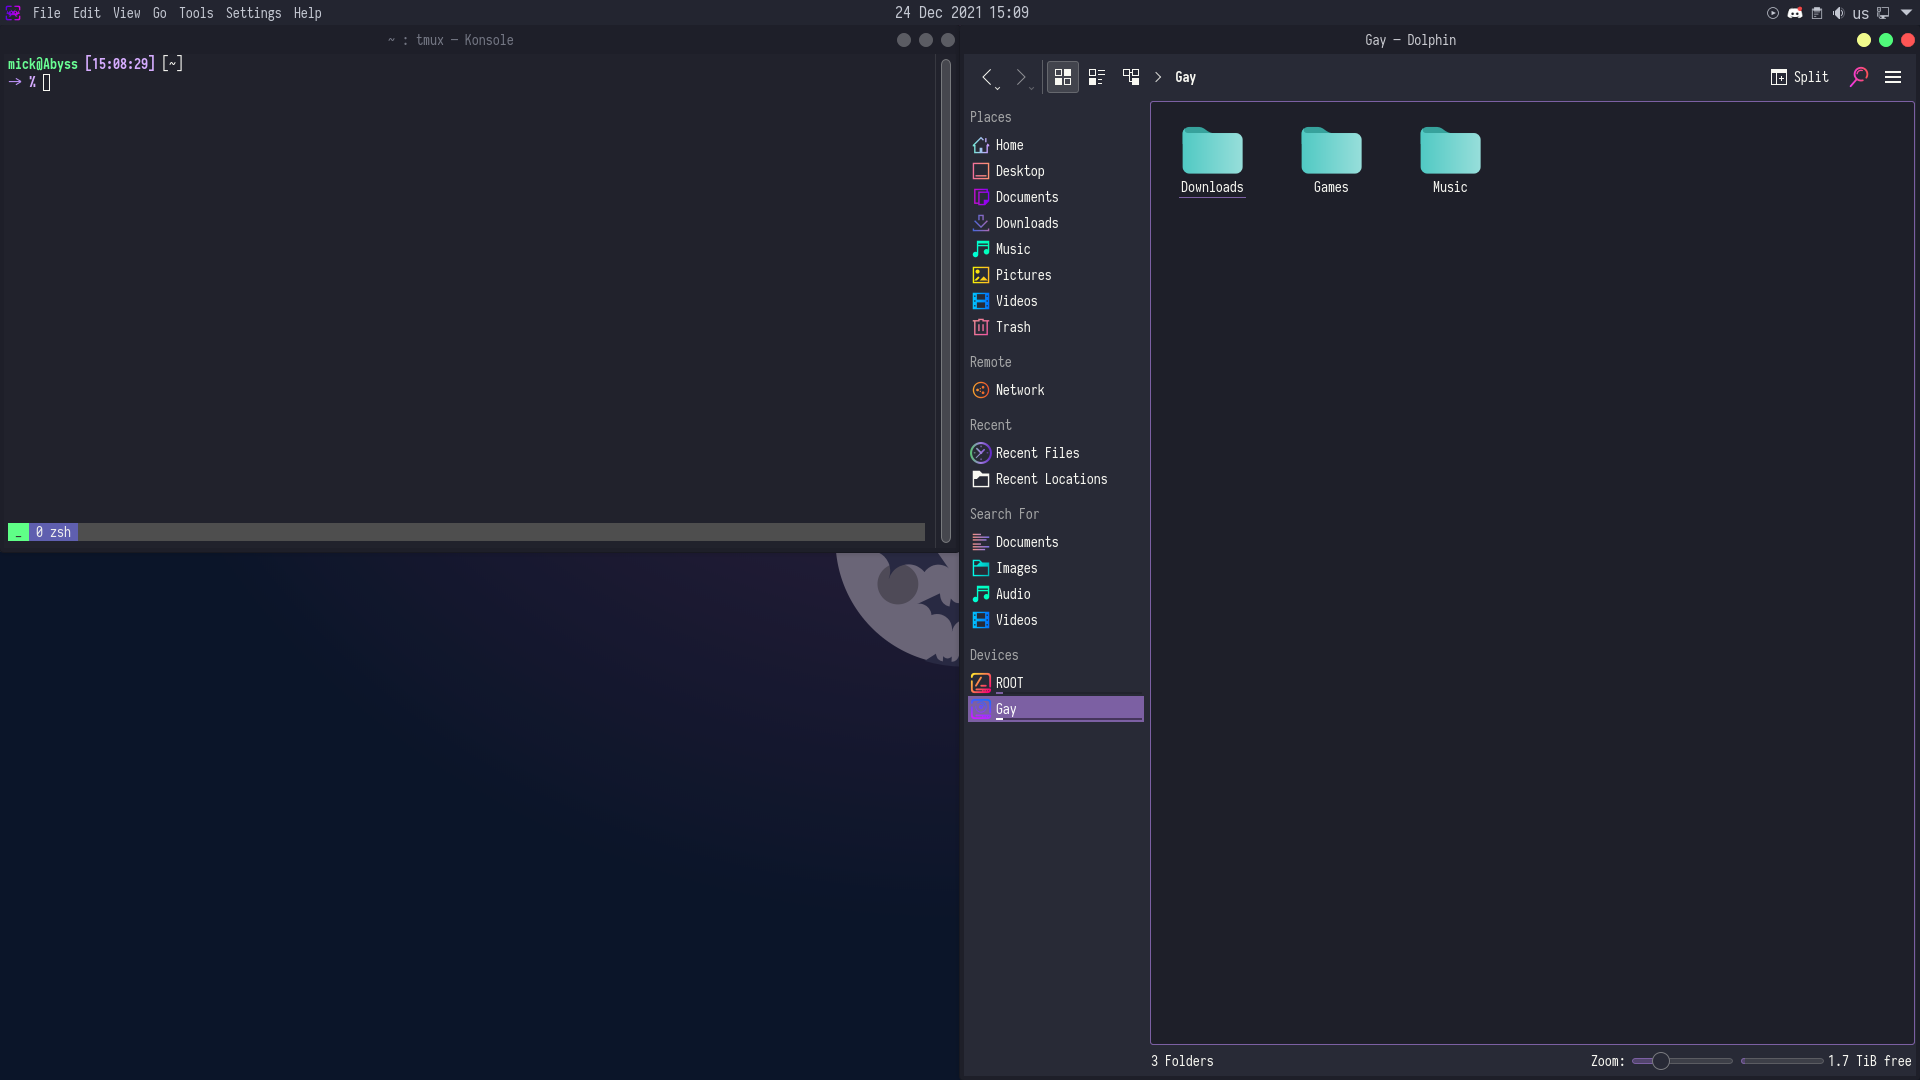 File Edit View Go Tools Settings Help
24 Dec 2021 15:09
us
~ : tmux — Konsole
mick@Abyss [15:08:29] [~]
→ %
_ 0 zsh
Gay — Dolphin
> Gay
Split
Places
Home
Desktop
Documents
Downloads
Music
Pictures
Videos
Trash
Remote
Network
Recent
Recent Files
Recent Locations
Search For
Documents
Images
Audio
Videos
Devices
ROOT
Gay
Downloads Games Music
3 Folders
Zoom:
1.7 TiB free